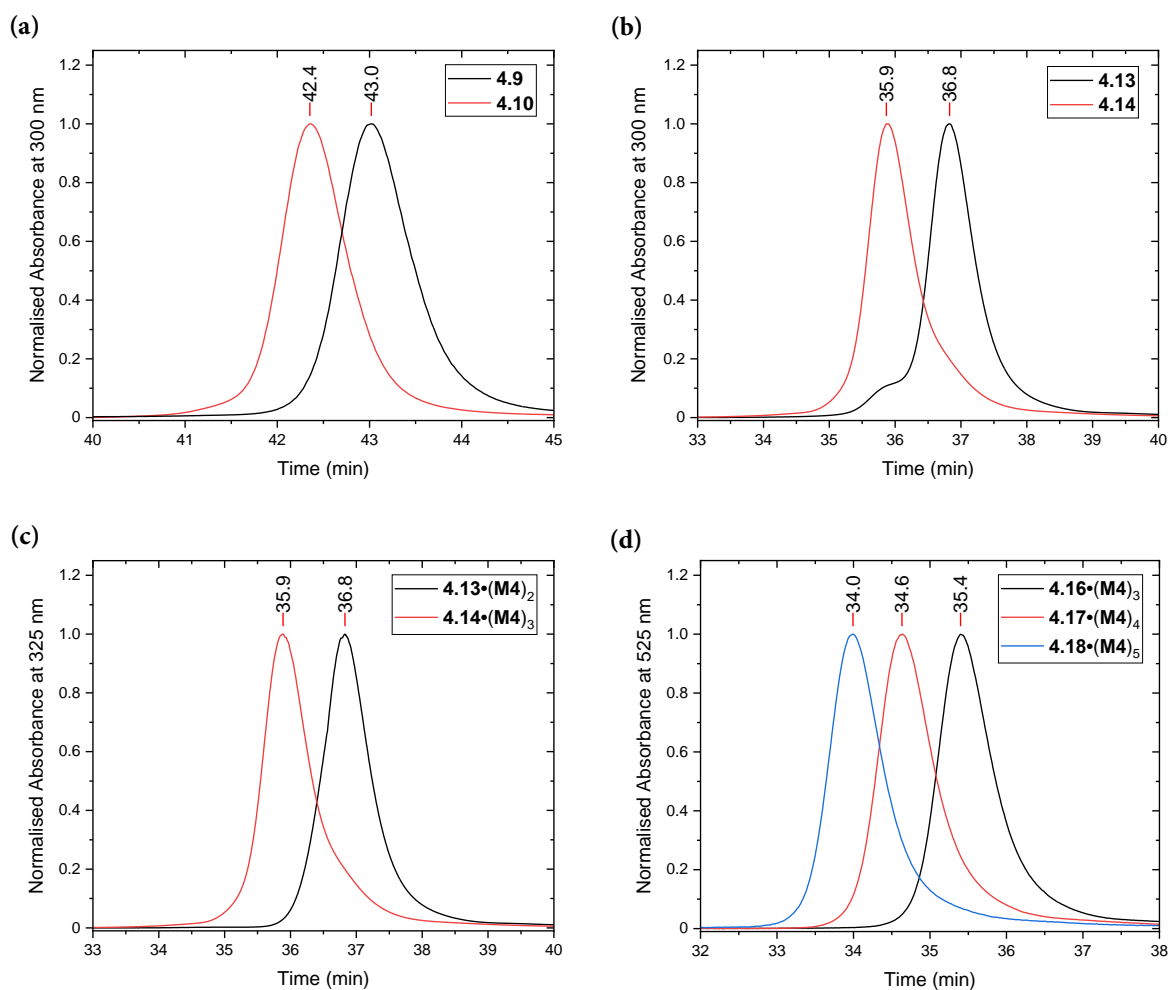 (a)
Normalised Absorbance at 300 nm
1.2
1.0
0.8
0.6
0.4
0.2
0
42.4
43.0
4.9
4.10
40 41 42 43 44 45
Time (min)
(b)
Normalised Absorbance at 300 nm
1.2
1.0
0.8
0.6
0.4
0.2
0
35.9
36.8
4.13
4.14
33 34 35 36 37 38 39 40
Time (min)
(c)
Normalised Absorbance at 325 nm
1.2
1.0
0.8
0.6
0.4
0.2
0
35.9
36.8
4.13•(M4)₂
4.14•(M4)₃
33 34 35 36 37 38 39 40
Time (min)
(d)
Normalised Absorbance at 525 nm
1.2
1.0
0.8
0.6
0.4
0.2
0
34.0
34.6
35.4
4.16•(M4)₃
4.17•(M4)₄
4.18•(M4)₅
32 33 34 35 36 37 38
Time (min)